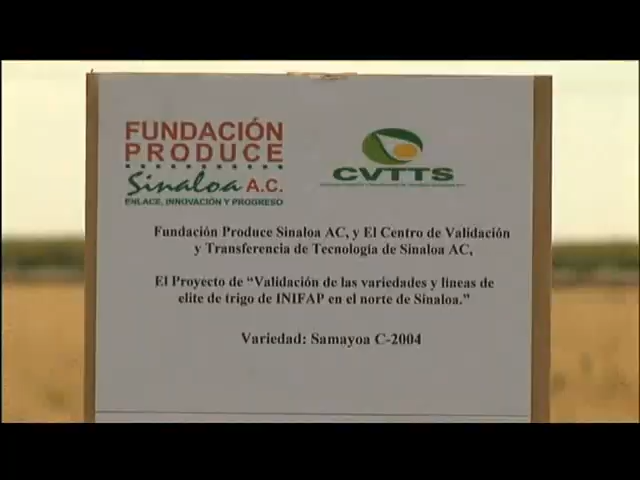 FUNDACIÓN
PRODUCE
Sinaloa A.C.
ENLACE, INNOVACIÓN Y PROGRESO
CVTTS
Fundación Produce Sinaloa AC, y El Centro de Validación
y Transferencia de Tecnología de Sinaloa AC,
El Proyecto de “Validación de las variedades y lineas de
elite de trigo de INIFAP en el norte de Sinaloa.”
Variedad: Samayoa C-2004